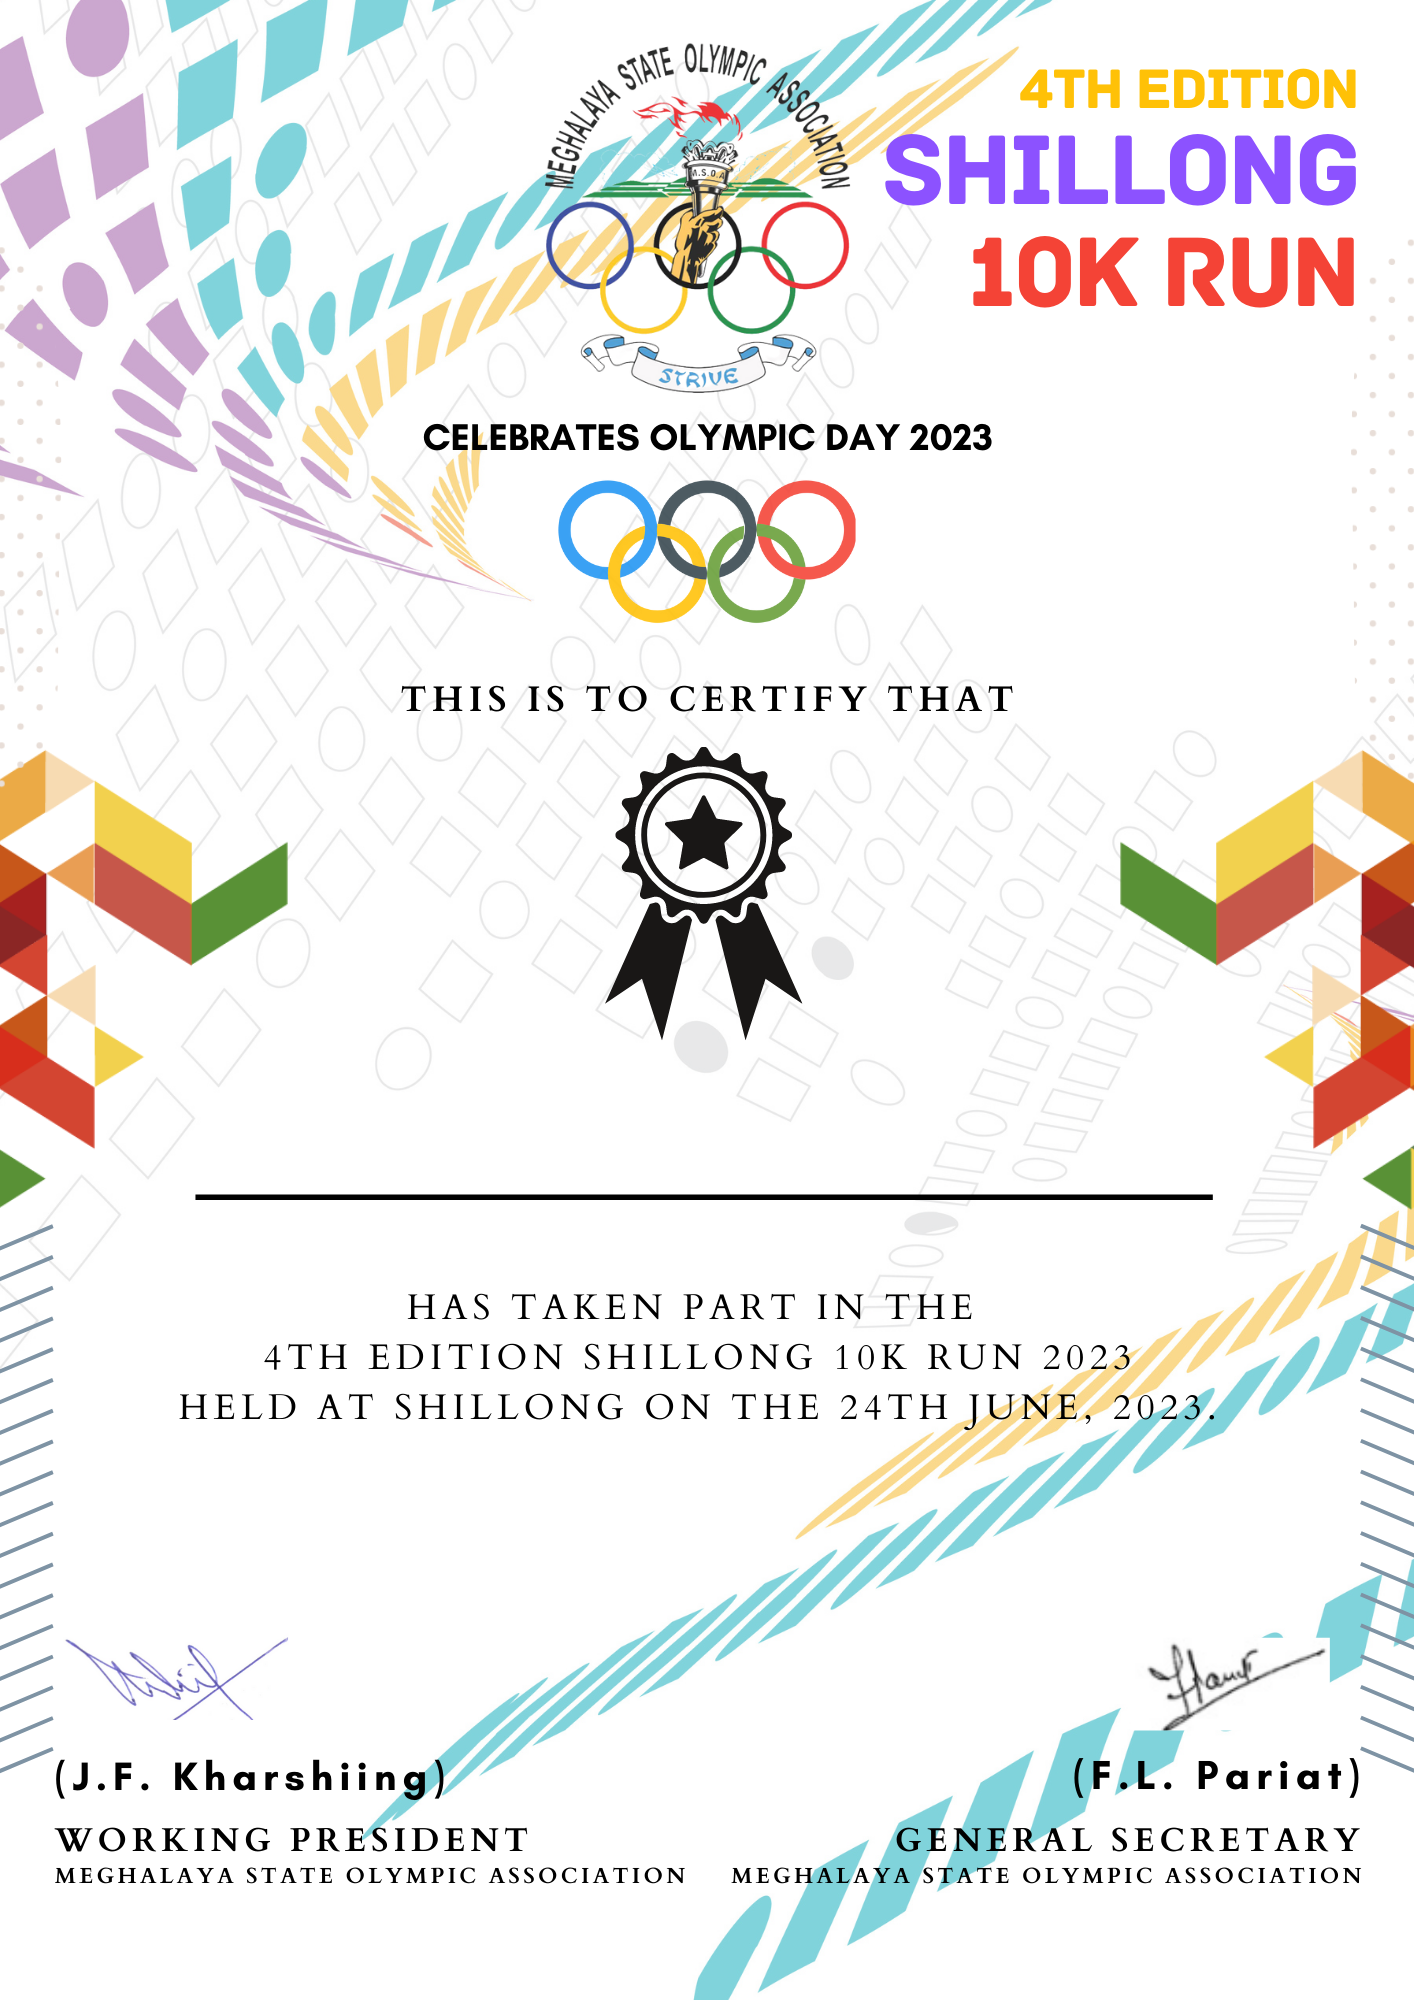 MEGHALAYA STATE OLYMPIC ASSOCIATION
M.S.O.A
STRIVE
4TH EDITION
SHILLONG
10K RUN
CELEBRATES OLYMPIC DAY 2023
THIS IS TO CERTIFY THAT
HAS TAKEN PART IN THE
4TH EDITION SHILLONG 10K RUN 2023
HELD AT SHILLONG ON THE 24TH JUNE, 2023.
(J.F. Kharshiing)
WORKING PRESIDENT
MEGHALAYA STATE OLYMPIC ASSOCIATION
(F.L. Pariat)
GENERAL SECRETARY
MEGHALAYA STATE OLYMPIC ASSOCIATION